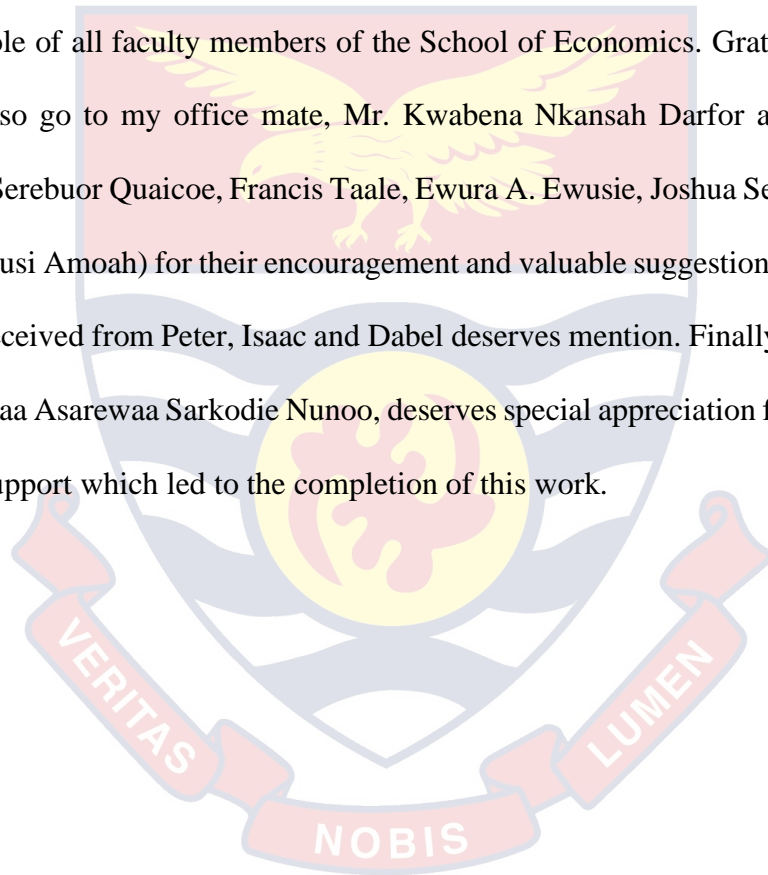 ole of all faculty members of the School of Economics. Grat
so go to my office mate, Mr. Kwabena Nkansah Darfor a
Serebuor Quaicoe, Francis Taale, Ewura A. Ewusie, Joshua Se
usi Amoah) for their encouragement and valuable suggestion
ceived from Peter, Isaac and Dabel deserves mention. Finally
aa Asarewaa Sarkodie Nunoo, deserves special appreciation f
upport which led to the completion of this work.
VERITAS
NOBIS
LUMEN